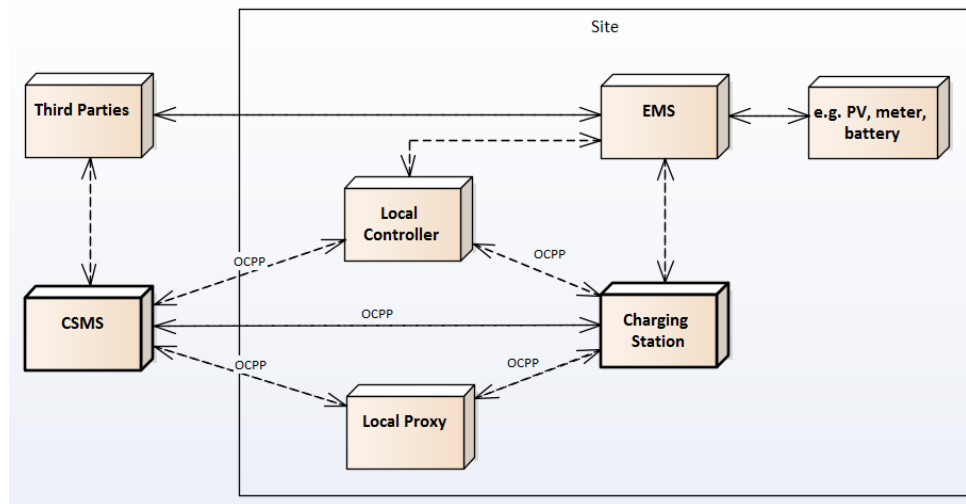 Site
Third Parties
EMS
e.g. PV, meter,
battery
Local
Controller
OCPP
OCPP
CSMS
OCPP
Charging
Station
OCPP
OCPP
Local Proxy